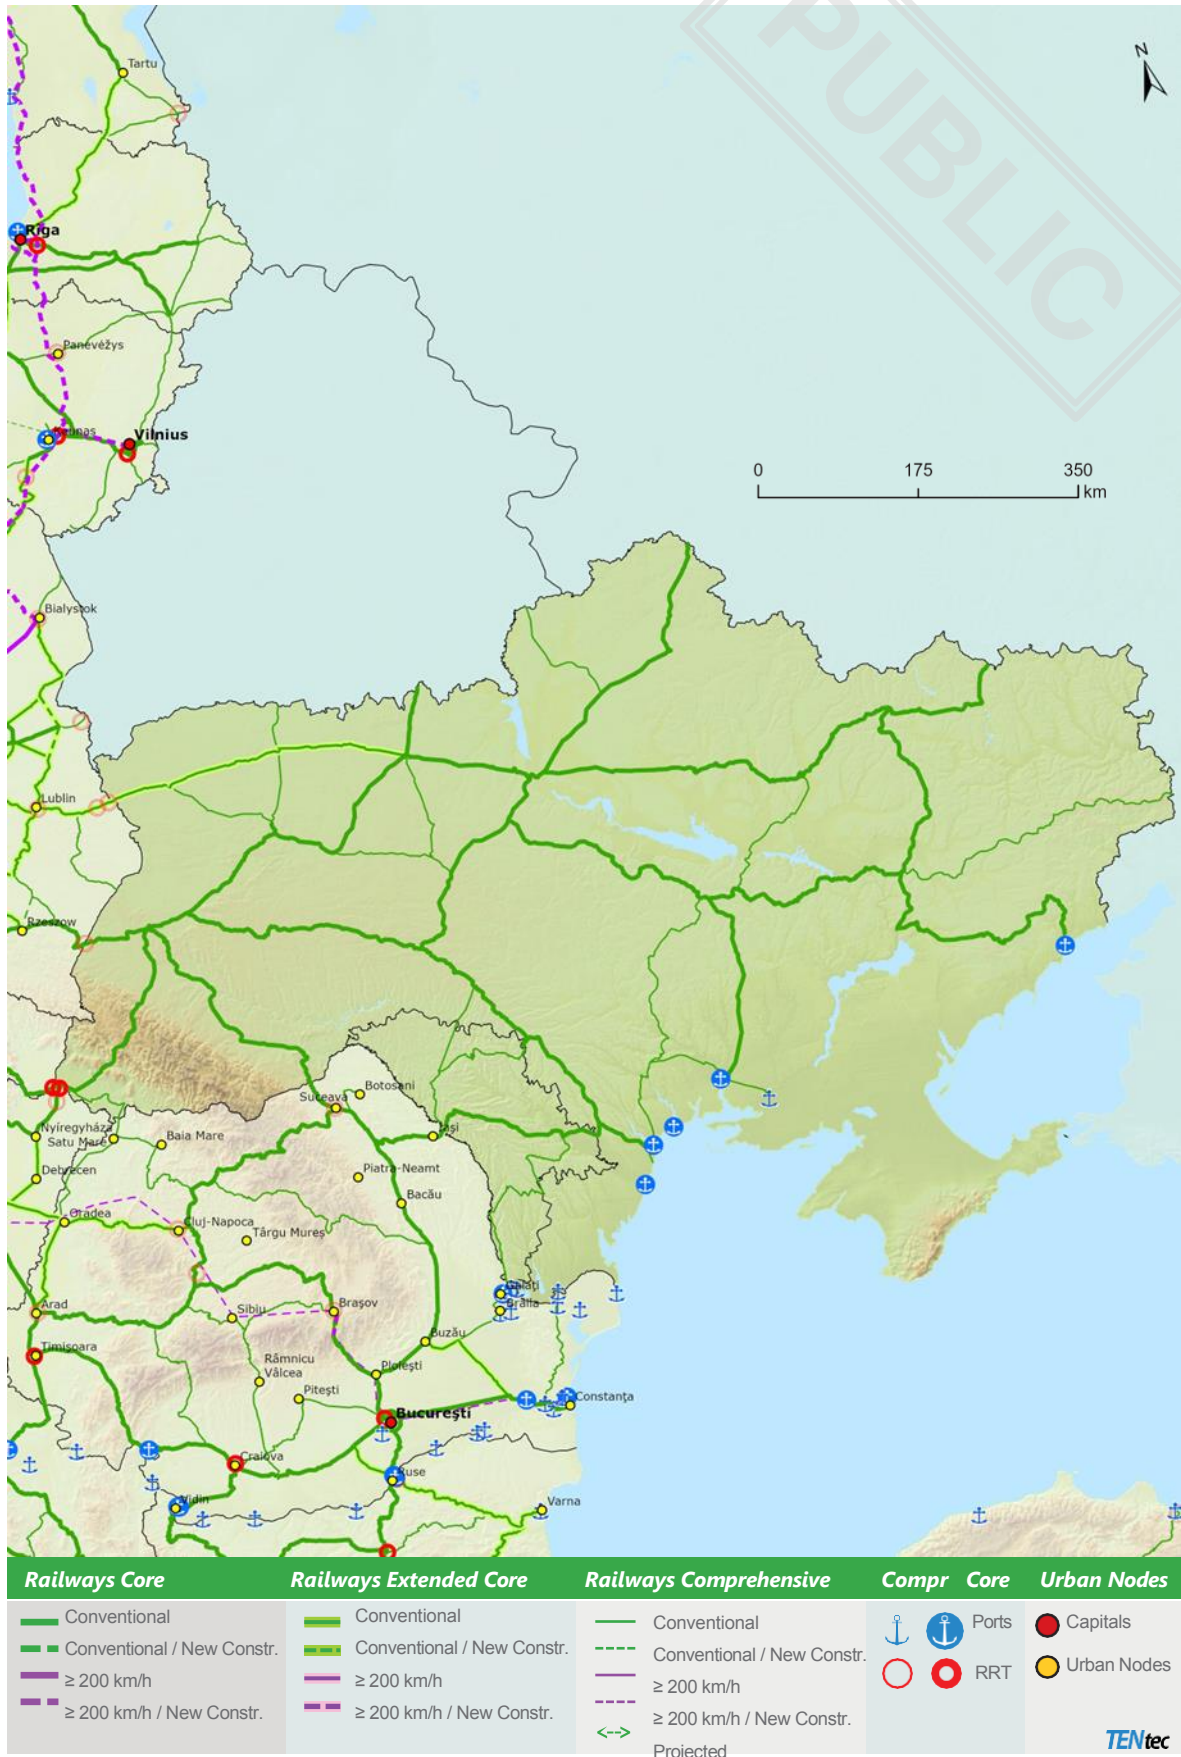 PUBLIC
N
Tartu
Riga
Panevėžys
Kaunas
Vilnius
0 175 350
km
Bialystok
Lublin
Rzeszow
Botosani
Suceava
Nyíregyháza
Satu Mare
Baia Mare
Iași
Debrecen
Piatra-Neamt
Bacău
Oradea
Cluj-Napoca
Târgu Mureș
Galați
Brăila
Arad
Sibiu
Brașov
Buzău
Timișoara
Râmnicu
Vâlcea
Ploiești
Pitești
Constanța
București
Craiova
Ruse
Vidin
Varna
Railways Core Railways Extended Core Railways Comprehensive Compr Core Urban Nodes
Conventional
Conventional / New Constr.
≥ 200 km/h
≥ 200 km/h / New Constr.
Conventional
Conventional / New Constr.
≥ 200 km/h
≥ 200 km/h / New Constr.
Conventional
Conventional / New Constr.
≥ 200 km/h
≥ 200 km/h / New Constr.
Projected
Ports
RRT
Capitals
Urban Nodes
TENtec